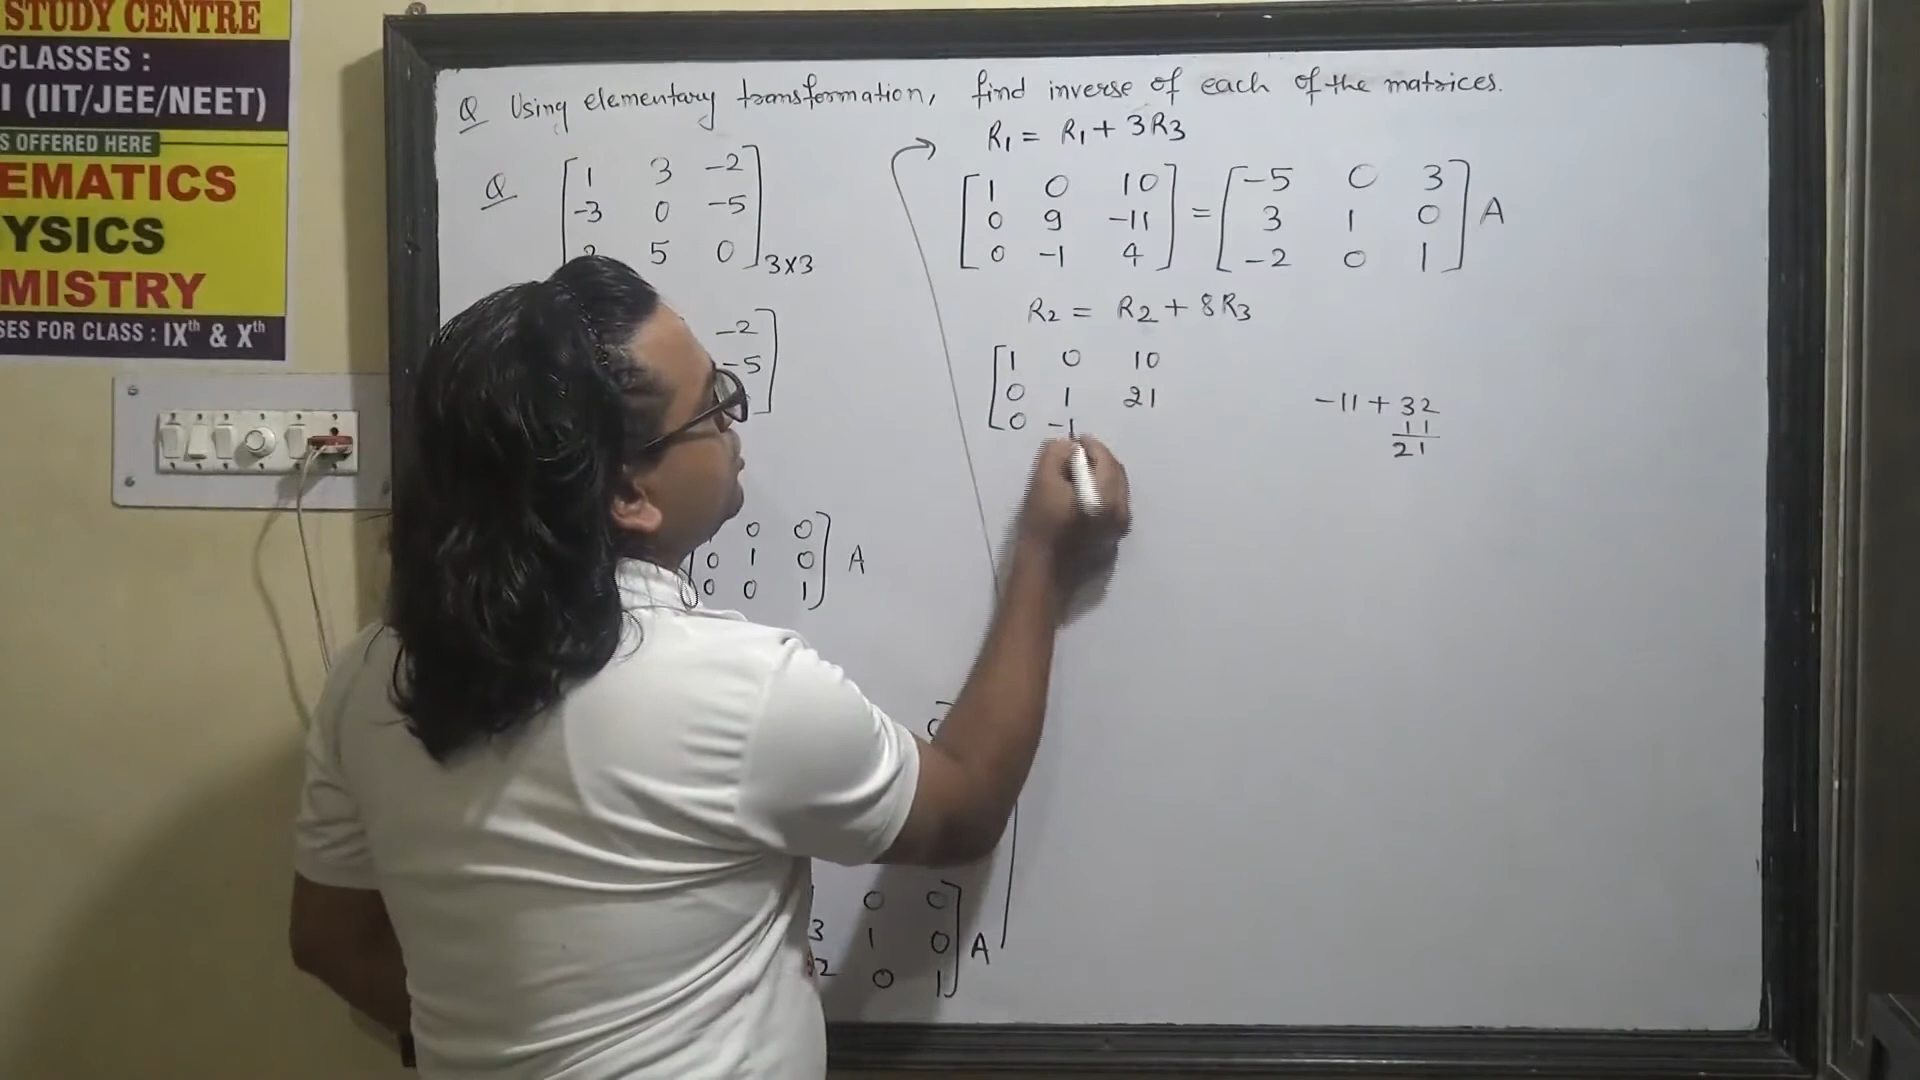 STUDY CENTRE
CLASSES :
I (IIT/JEE/NEET)
S OFFERED HERE
EMATICS
YSICS
MISTRY
SES FOR CLASS : IXth & Xth
Q Using elementary transformation, find inverse of each of the matrices.
Q
1 3 -2
-3 0 -5
5 0
3x3
-2
-5
0 0
0 1 0 A
0 0 1
0 0
3 1 0 A
2 0 1
R1 = R1 + 3R3
1 0 10 -5 0 3
0 9 -11 = 3 1 0 A
0 -1 4 -2 0 1
R2 = R2 + 8R3
1 0 10
0 1 21
0 -1
-11 + 32
11
21